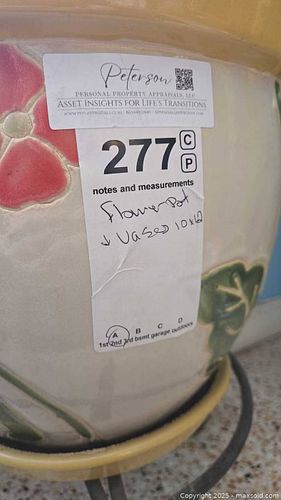 Peterson
PERSONAL PROPERTY APPRAISALS, LLC
ASSET INSIGHTS FOR LIFE'S TRANSITIONS
277 C
P
notes and measurements
Flower Pot
↓ Vases 10x12
A B C D
1st 2nd 3rd bsmt garage outdoors
Copyright © 2025 - maxsold.com